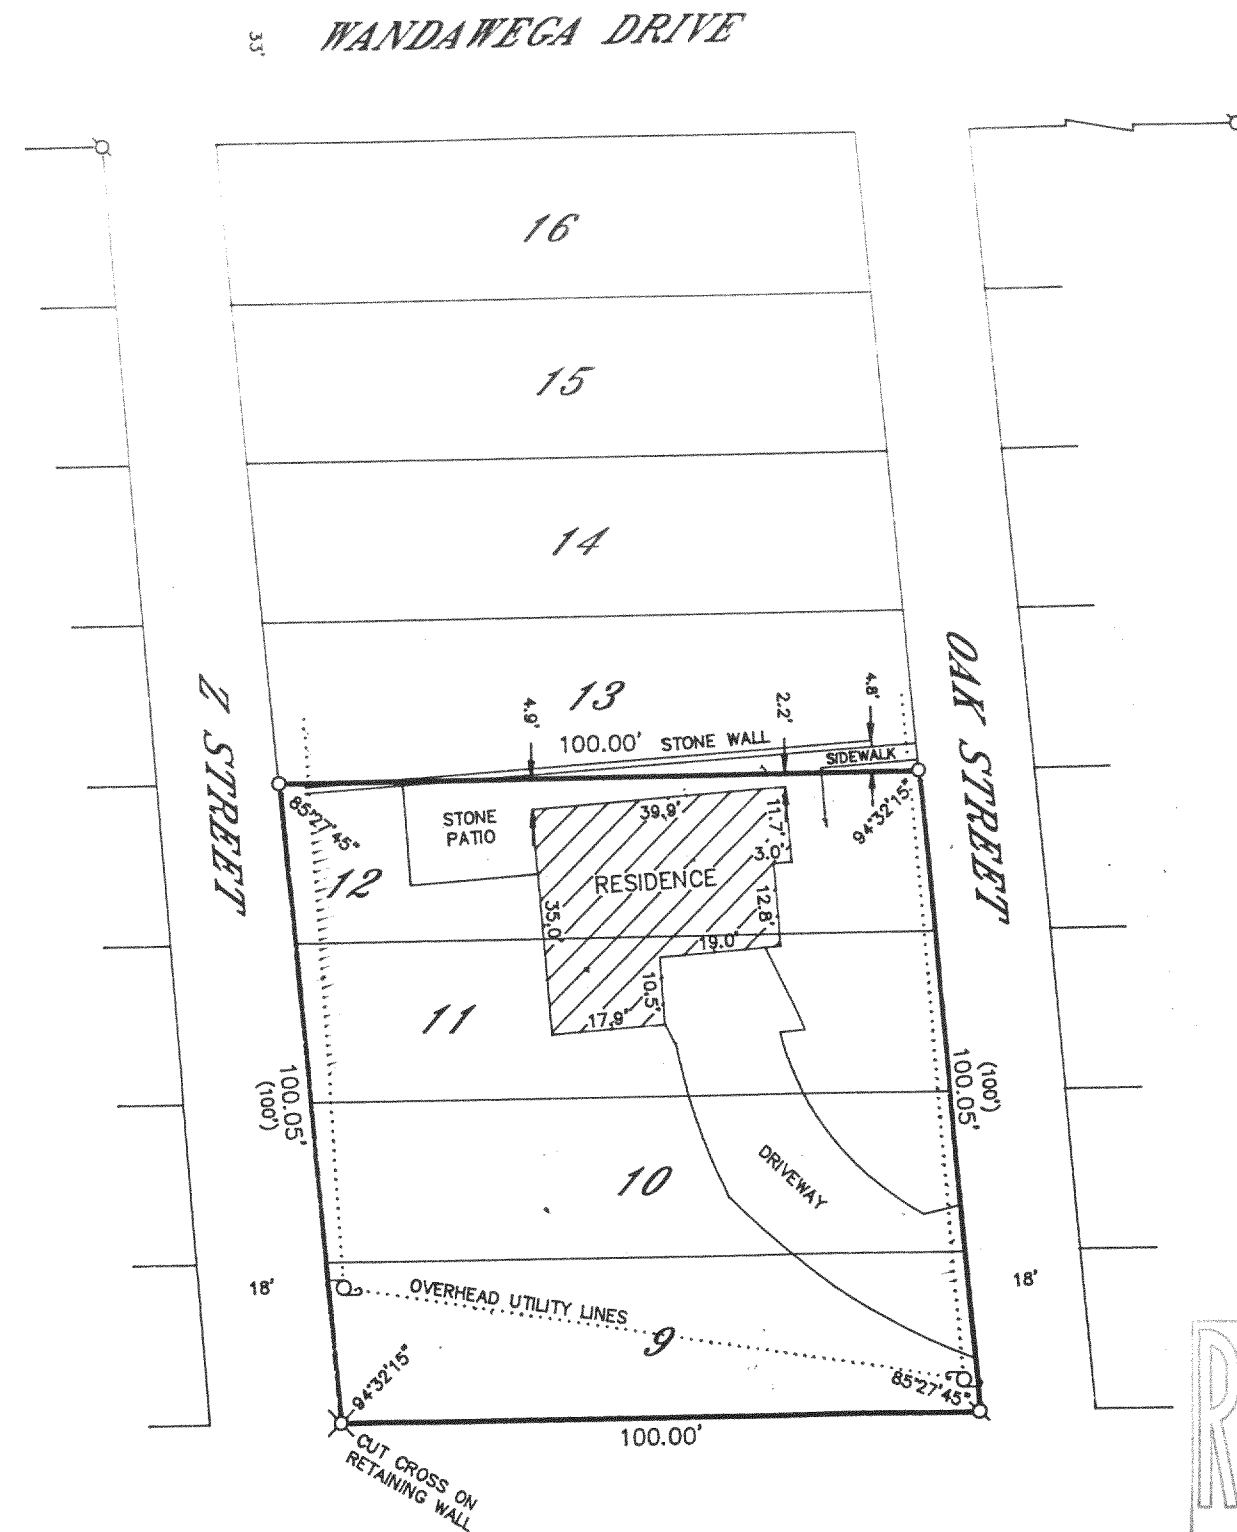 33'
WANDAWEGA DRIVE
16
15
14
13
4.9'
2.2'
4.8'
100.00'
STONE WALL
SIDEWALK
85°27'45"
94°32'15"
STONE
PATIO
39.9'
11.7'
3.0'
RESIDENCE
12
35.0'
12.8'
19.0'
10.5'
17.9'
11
Z STREET
OAK STREET
100.05'
(100')
(100')
100.05'
10
DRIVEWAY
18'
18'
OVERHEAD UTILITY LINES
9
94°32'15"
85°27'45"
100.00'
CUT CROSS ON
RETAINING WALL
R